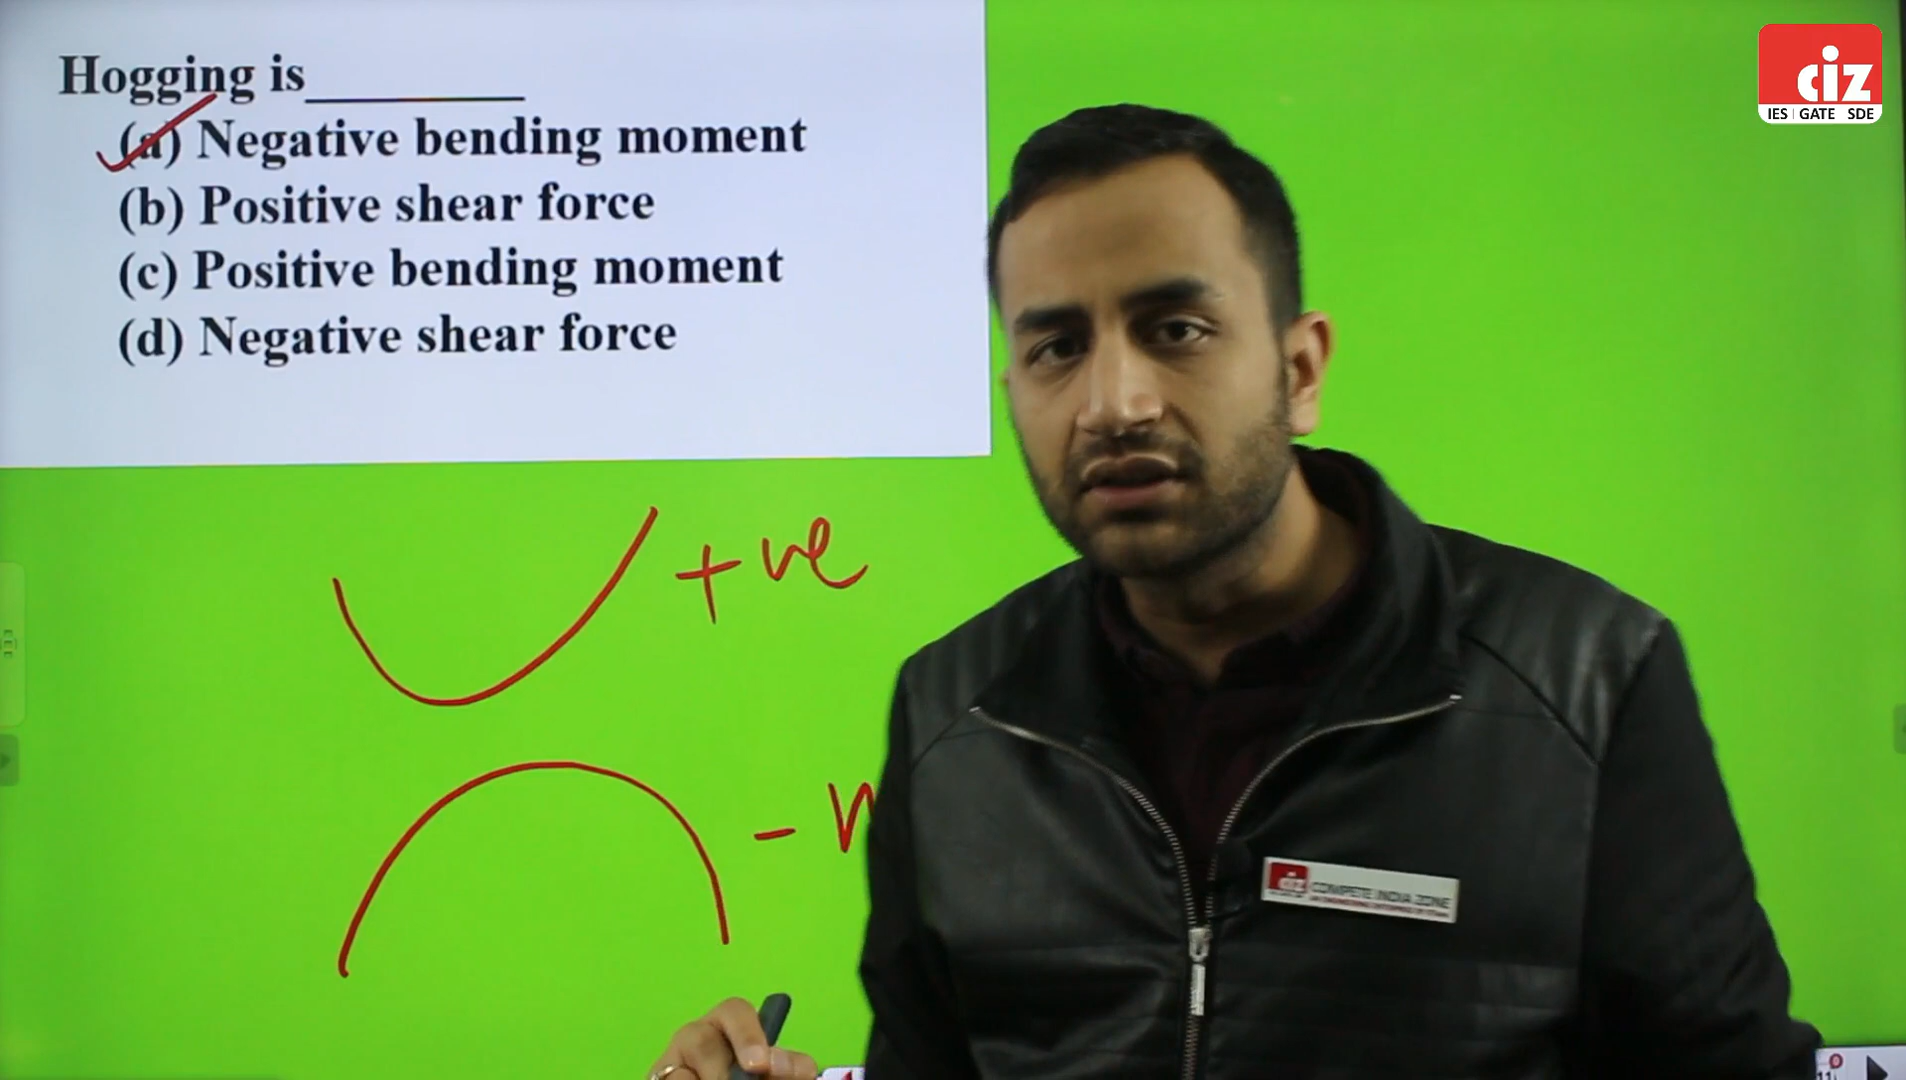 Hogging is________
(a) Negative bending moment
(b) Positive shear force
(c) Positive bending moment
(d) Negative shear force
+ve
-
ciz
IES | GATE SDE
ciz COMPETE INDIA ZONE